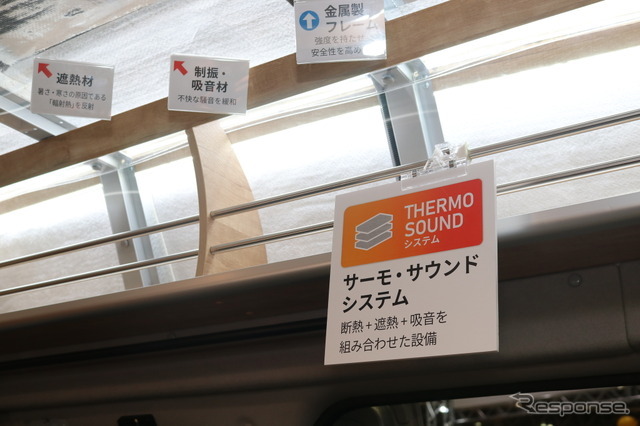 金属製
フレーム
強度を持たせ
安全性を高め
遮熱材
暑さ・寒さの原因である
「輻射熱」を反射
制振・
吸音材
不快な騒音を緩和
THERMO
SOUND
システム
サーモ・サウンド
システム
断熱+遮熱+吸音を
組み合わせた設備
Response.